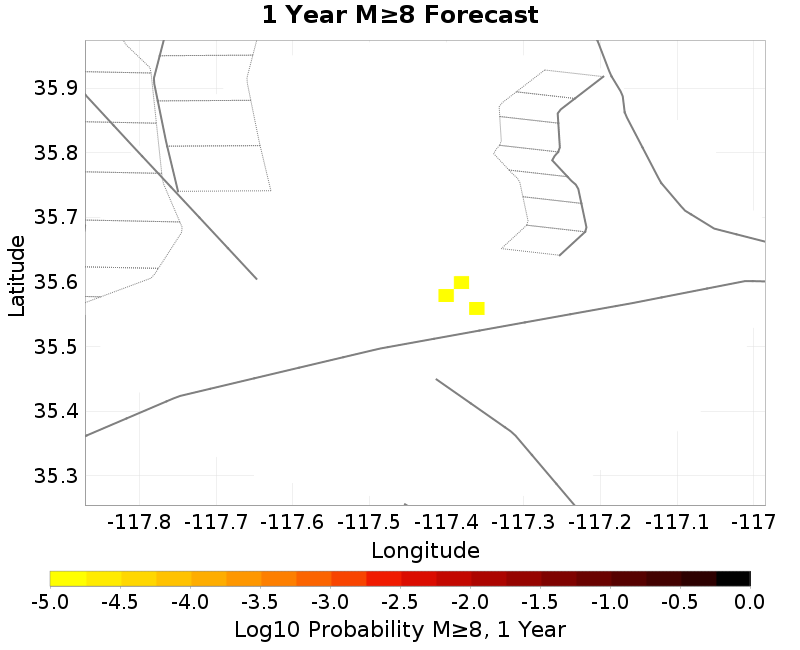 1 Year M≥8 Forecast
Latitude
35.9
35.8
35.7
35.6
35.5
35.4
35.3
-117.8 -117.7 -117.6 -117.5 -117.4 -117.3 -117.2 -117.1 -117
Longitude
-5.0 -4.5 -4.0 -3.5 -3.0 -2.5 -2.0 -1.5 -1.0 -0.5 0.0
Log10 Probability M≥8, 1 Year